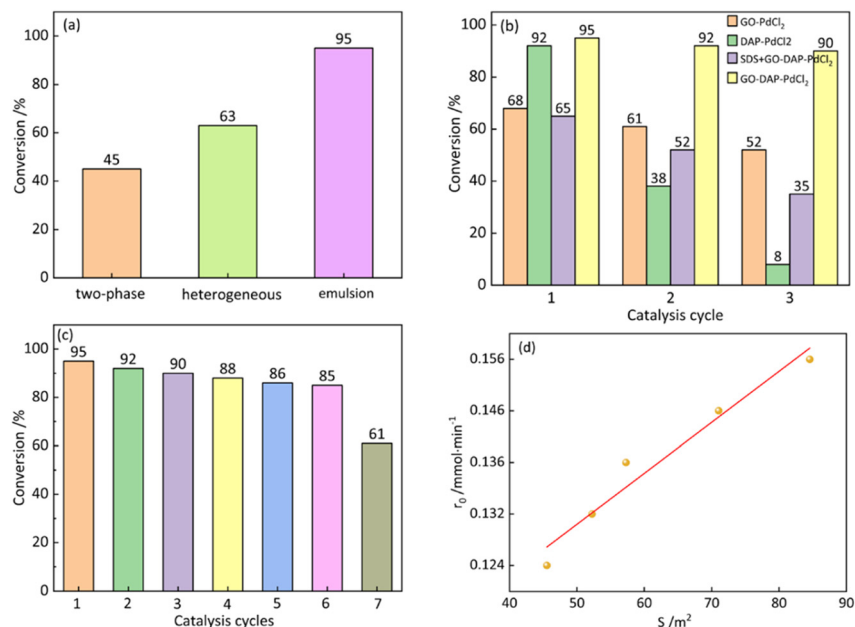 (a)
Conversion /%
100
80
60
40
20
0
45
63
95
two-phase heterogeneous emulsion
(b)
GO-PdCl₂
DAP-PdCl2
SDS+GO-DAP-PdCl₂
GO-DAP-PdCl₂
Conversion /%
100
80
60
40
20
0
68 92 65 95
61 38 52 92
52 8 35 90
1 2 3
Catalysis cycle
(c)
Conversion /%
100
80
60
40
20
0
95 92 90 88 86 85 61
1 2 3 4 5 6 7
Catalysis cycles
(d)
r₀ /mmol·min⁻¹
0.156
0.146
0.136
0.132
0.124
40 50 60 70 80 90
S /m²